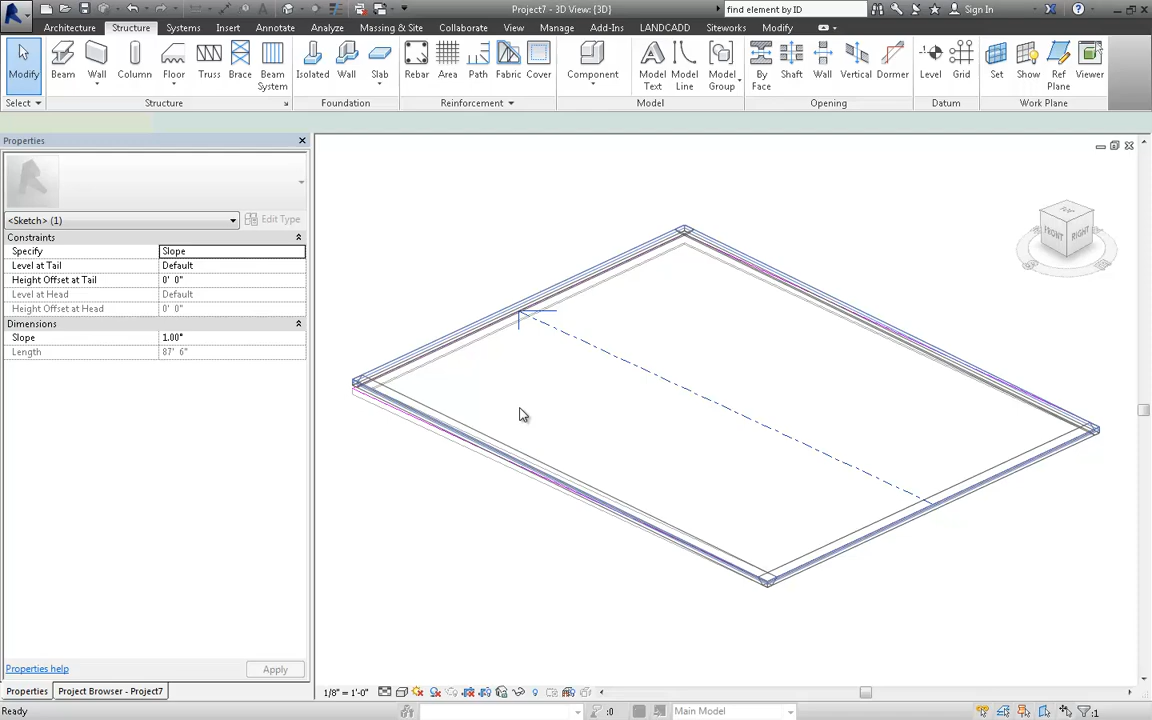 Project7 - 3D View: {3D}
find element by ID
Sign In
Architecture Structure Systems Insert Annotate Analyze Massing & Site Collaborate View Manage Add-Ins LANDCADD Siteworks Modify
Modify
Beam Wall Column Floor Truss Brace Beam System
Isolated Wall Slab
Rebar Area Path Fabric Cover
Component
Model Text Model Line Model Group
By Face Shaft Wall Vertical Dormer
Level Grid
Set Show Ref Plane Viewer
Select Structure Foundation Reinforcement Model Opening Datum Work Plane
Properties
<Sketch> (1) Edit Type
Constraints
Specify Slope
Level at Tail Default
Height Offset at Tail 0' 0"
Level at Head Default
Height Offset at Head 0' 0"
Dimensions
Slope 1.00°
Length 87' 6"
FRONT RIGHT
Properties help Apply
Properties Project Browser - Project7
1/8" = 1'-0"
Ready
:0 Main Model :1